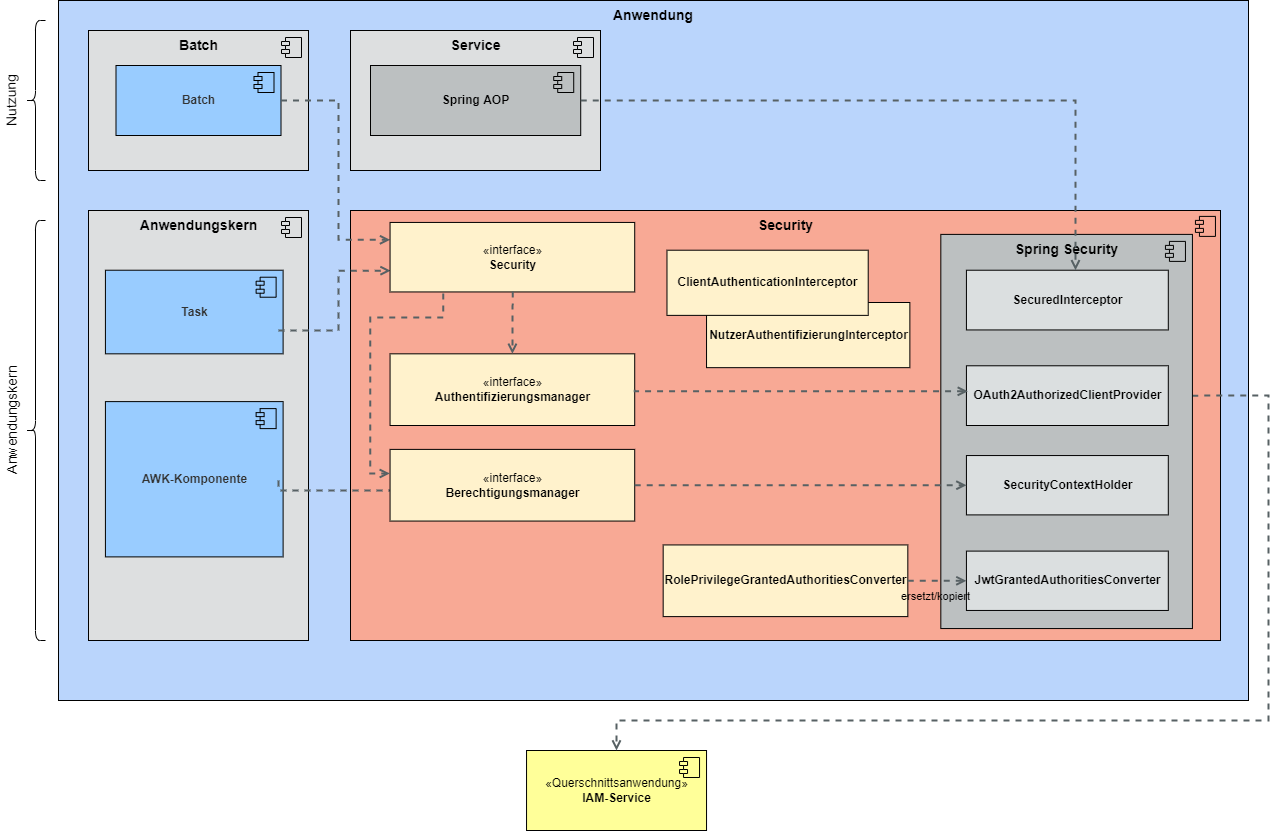 Anwendung
Nutzung
Batch
Batch
Service
Spring AOP
Anwendungskern
Anwendungskern
Task
AWK-Komponente
Security
«interface»
Security
«interface»
Authentifizierungsmanager
«interface»
Berechtigungsmanager
ClientAuthenticationInterceptor
NutzerAuthentifizierungInterceptor
RolePrivilegeGrantedAuthoritiesConverter
ersetzt/kopiert
Spring Security
SecuredInterceptor
OAuth2AuthorizedClientProvider
SecurityContextHolder
JwtGrantedAuthoritiesConverter
«Querschnittsanwendung»
IAM-Service